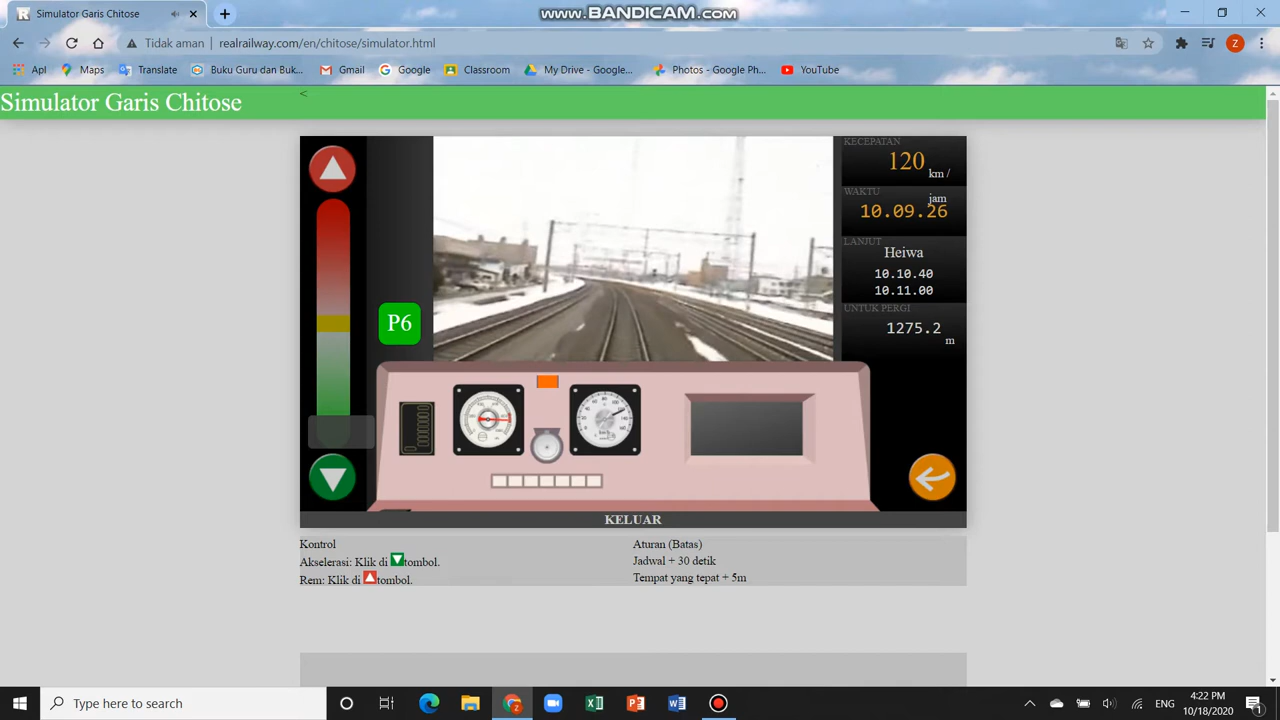 Simulator Garis Chitose
www.BANDICAM.com
Tidak aman
realrailway.com/en/chitose/simulator.html
Z
Apl
Maps
Translate
Buku Guru dan Buk...
Gmail
Google
Classroom
My Drive - Google...
Photos - Google Ph...
YouTube
Simulator Garis Chitose
<
KECEPATAN
120
km /
jam
WAKTU
10.09.26
LANJUT
Heiwa
10.10.40
10.11.00
UNTUK PERGI
1275.2
m
P6
KELUAR
Kontrol
Akselerasi: Klik di tombol.
Rem: Klik di tombol.
Aturan (Batas)
Jadwal + 30 detik
Tempat yang tepat + 5m
Type here to search
ENG
4:22 PM
10/18/2020